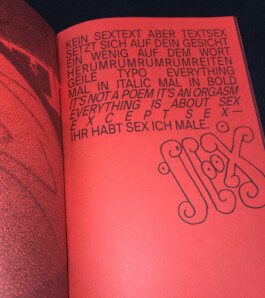 KEIN SEXTEXT ABER TEXTSEX
SETZT SICH AUF DEIN GESICHT
EIN WENIG AUF DEM WORT
HERUMRUMRUMRUMREITEN
GEILE TYPO EVERYTHING
MAL IN ITALIC MAL IN BOLD
IT'S NOT A POEM IT'S AN ORGASM
EVERYTHING IS ABOUT SEX
EXCEPT SEX—
IHR HABT SEX ICH MALE.